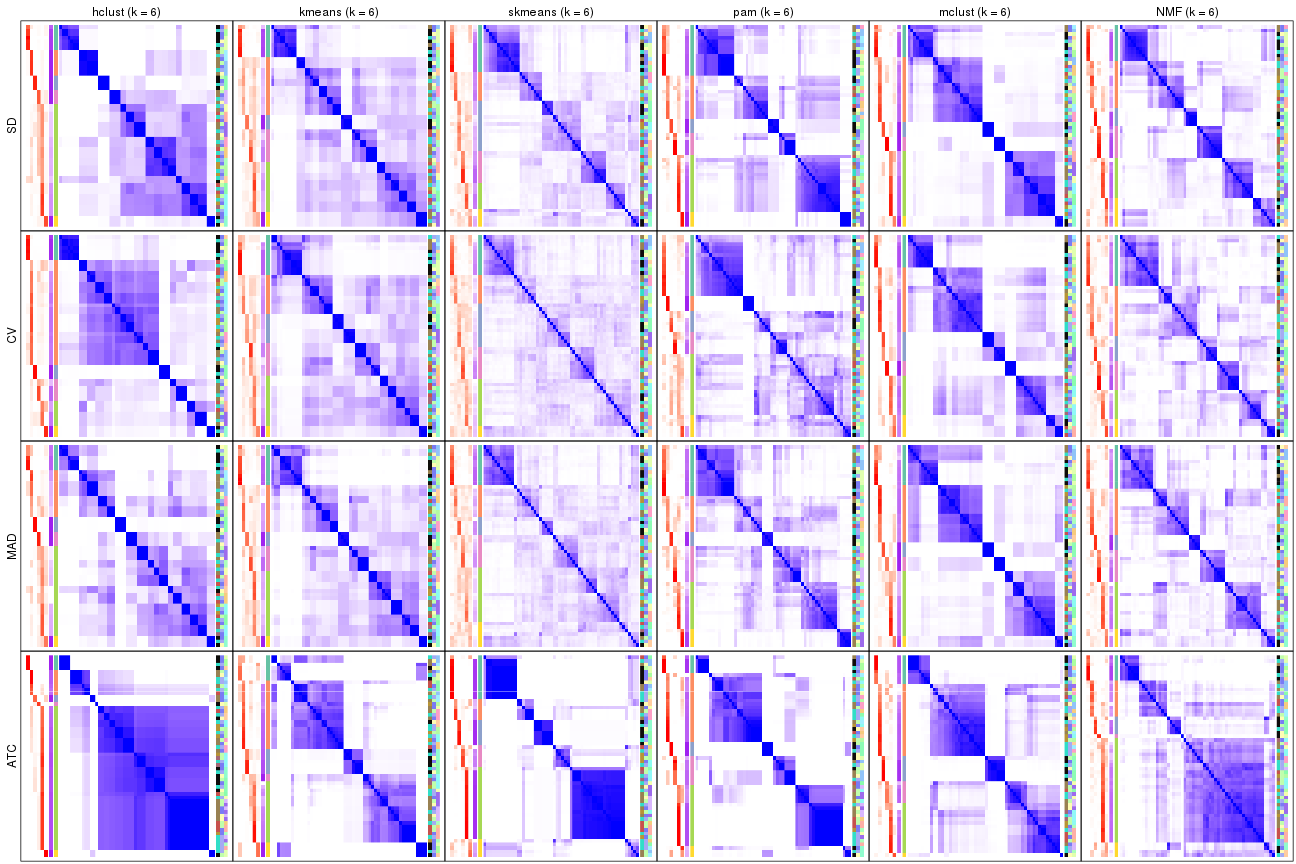 hclust (k = 6)
kmeans (k = 6)
skmeans (k = 6)
pam (k = 6)
mclust (k = 6)
NMF (k = 6)
SD
CV
MAD
ATC